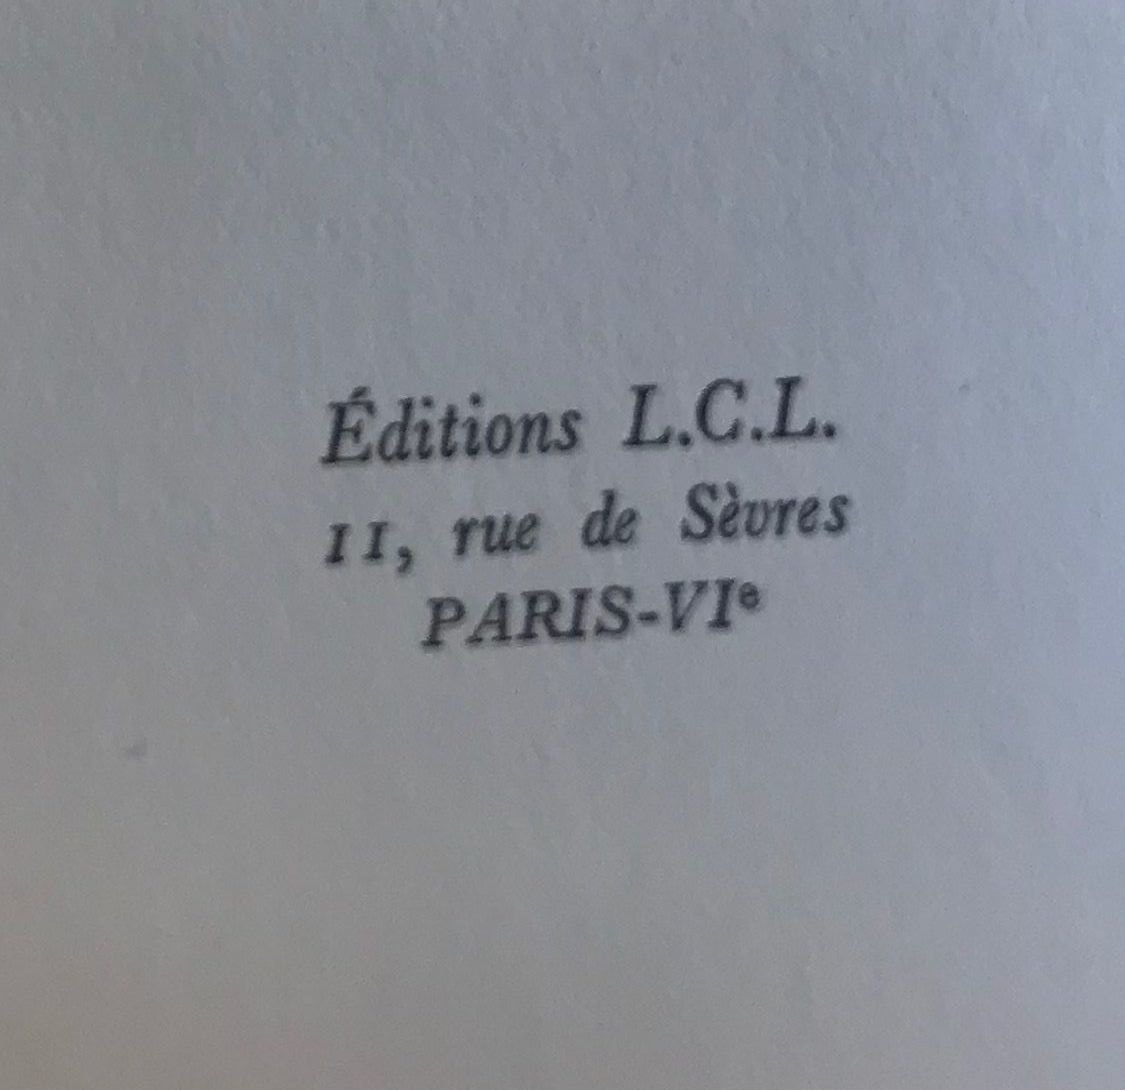 Éditions L.C.L.
11, rue de Sèvres
PARIS-VIᵉ